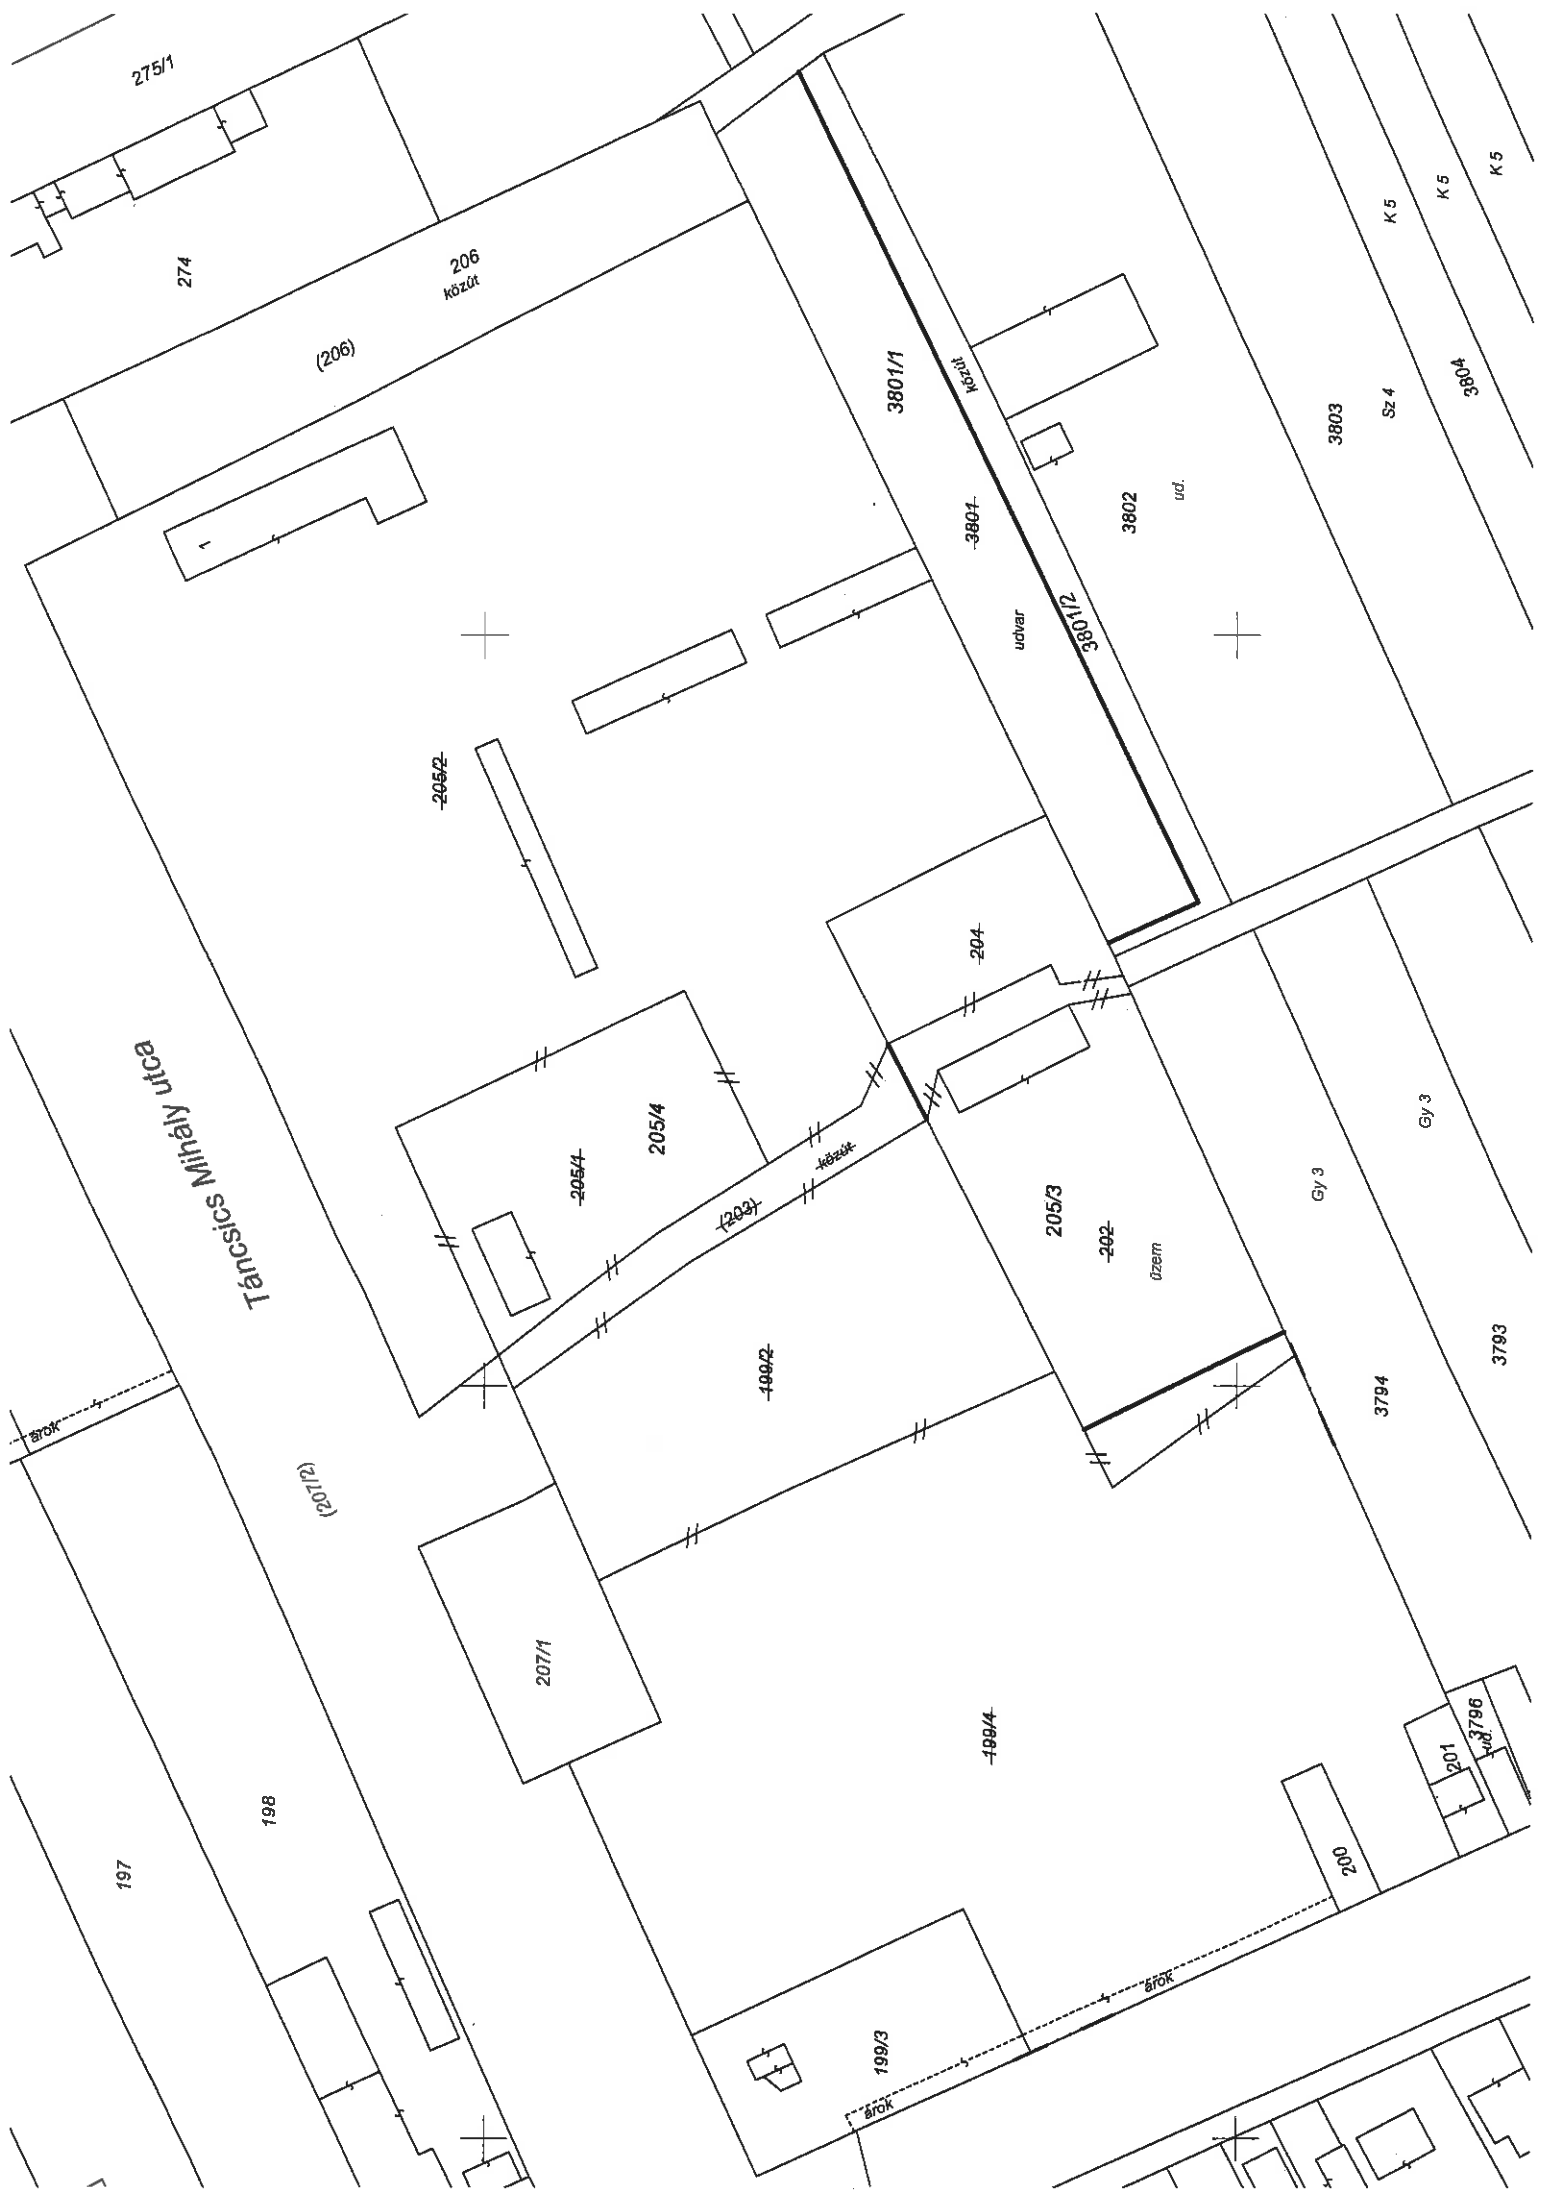 275/1
274
206
közút
(206)
1
3801/1
közút
3801
udvar
3801/2
3802
ud.
3803
Sz 4
3804
K 5
K 5
K 5
205/2
204
Táncsics Mihály utca
205/1
205/4
(203)
közút
205/3
202
üzem
199/2
Gy 3
Gy 3
3794
3793
árok
(207/2)
207/1
199/4
198
197
200
201
3796
ud.
199/3
árok
árok